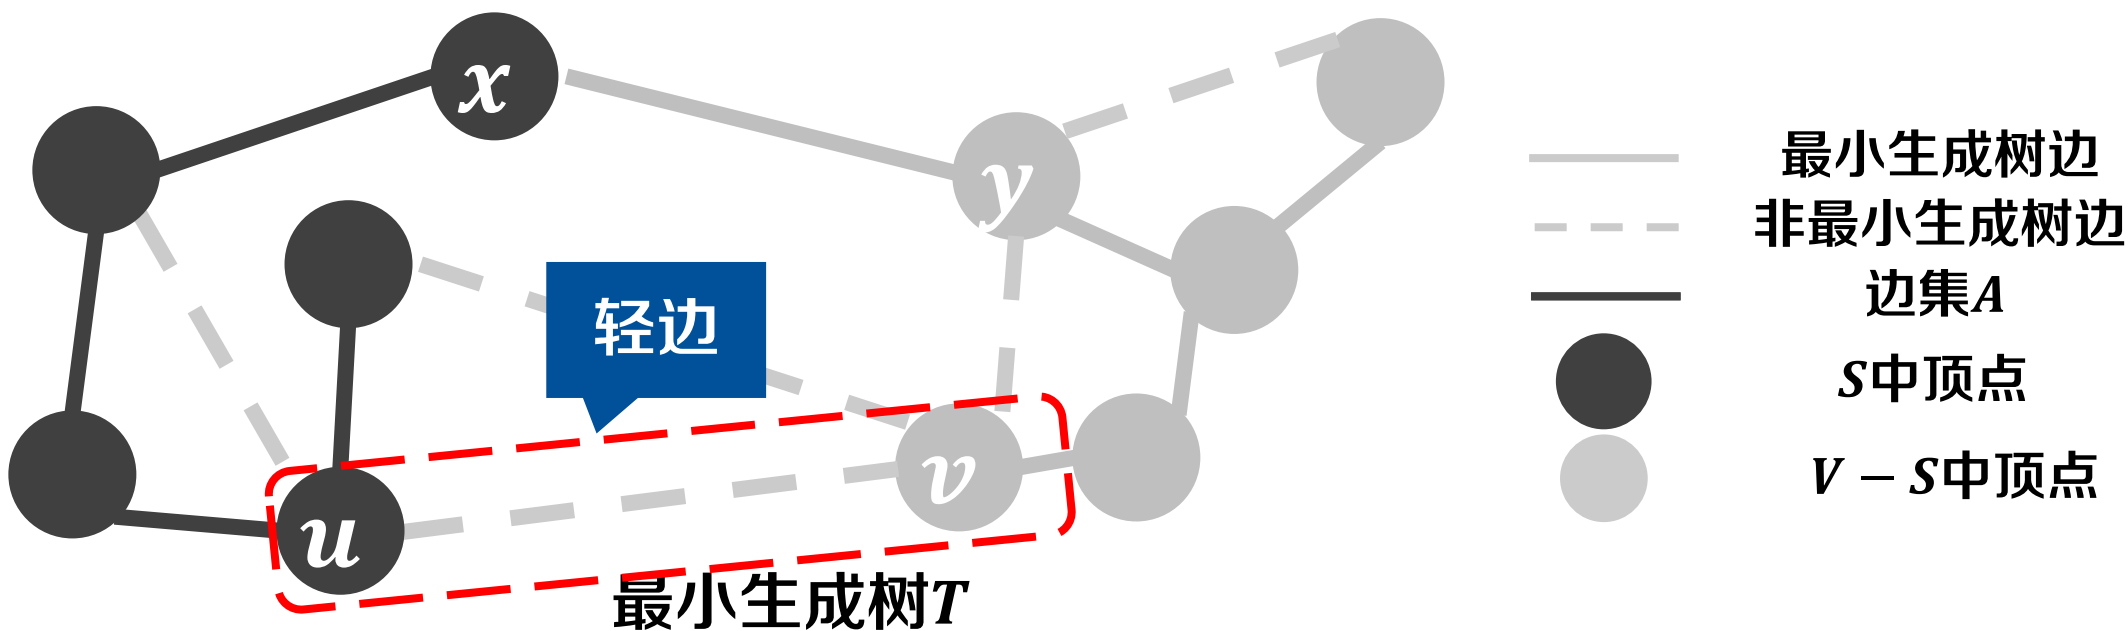 x
y
轻边
v
u
最小生成树T
最小生成树边
非最小生成树边
边集A
S中顶点
V − S中顶点